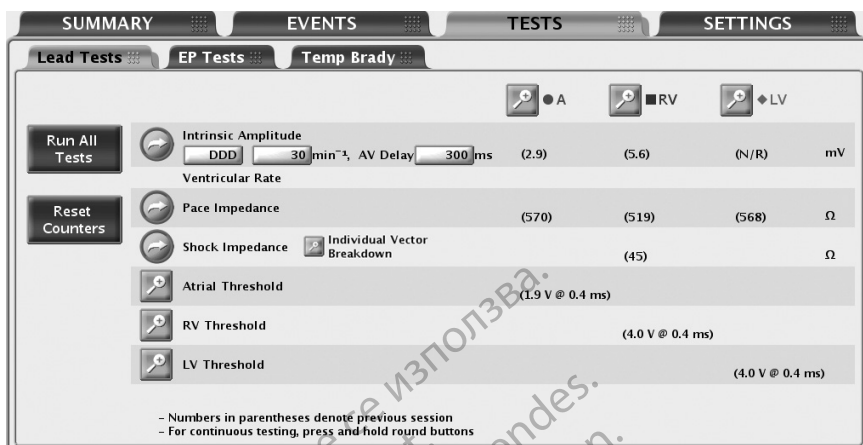 SUMMARY EVENTS TESTS SETTINGS
Lead Tests EP Tests Temp Brady
A RV LV
Run All Tests
Intrinsic Amplitude
DDD 30 min⁻¹, AV Delay 300 ms (2.9) (5.6) (N/R) mV
Ventricular Rate
Reset Counters
Pace Impedance (570) (519) (568) Ω
Shock Impedance Individual Vector Breakdown (45) Ω
Atrial Threshold (1.9 V @ 0.4 ms)
RV Threshold (4.0 V @ 0.4 ms)
LV Threshold (4.0 V @ 0.4 ms)
– Numbers in parentheses denote previous session
– For continuous testing, press and hold round buttons
се използва.